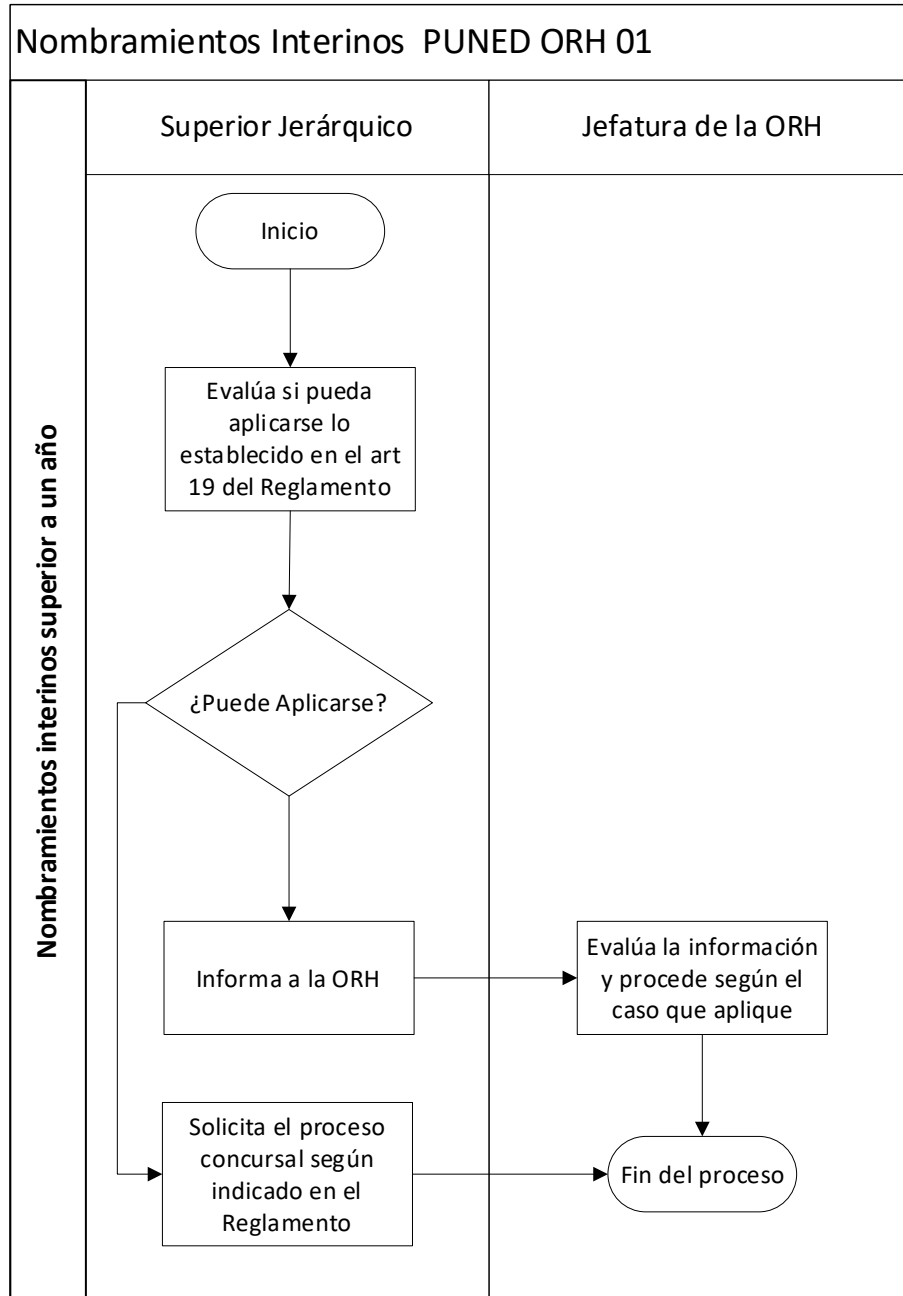 Nombramientos Interinos  PUNED ORH 01
Superior Jerárquico
Jefatura de la ORH
Nombramientos interinos superior a un año
Inicio
Evalúa si pueda
aplicarse lo
establecido en el art
19 del Reglamento
¿Puede Aplicarse?
Informa a la ORH
Evalúa la información
y procede según el
caso que aplique
Solicita el proceso
concursal según
indicado en el
Reglamento
Fin del proceso